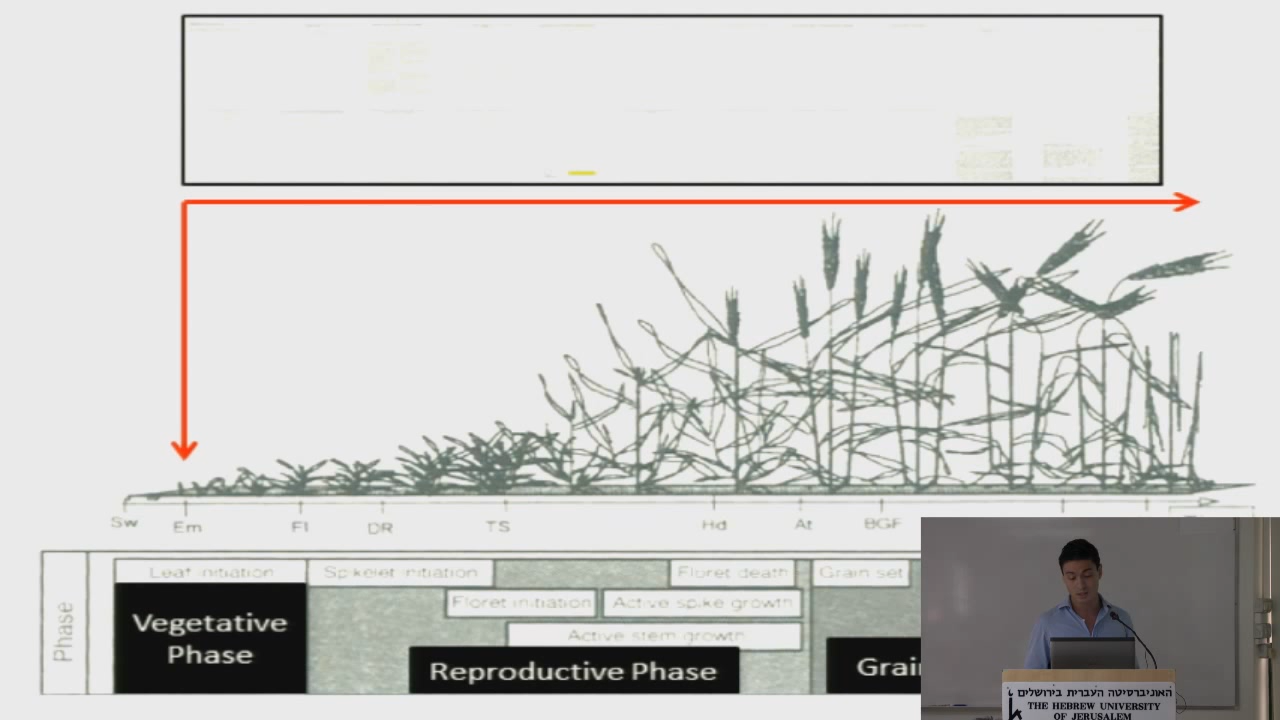 Sw Em FI DR TS Hd At BGF
Phase
Leaf initiation Spikelet initiation Floret death Grain set
Floret initiation Active spike growth
Active stem growth
Vegetative
Phase
Reproductive Phase
האוניברסיטה העברית בירושלים
THE HEBREW UNIVERSITY
OF JERUSALEM